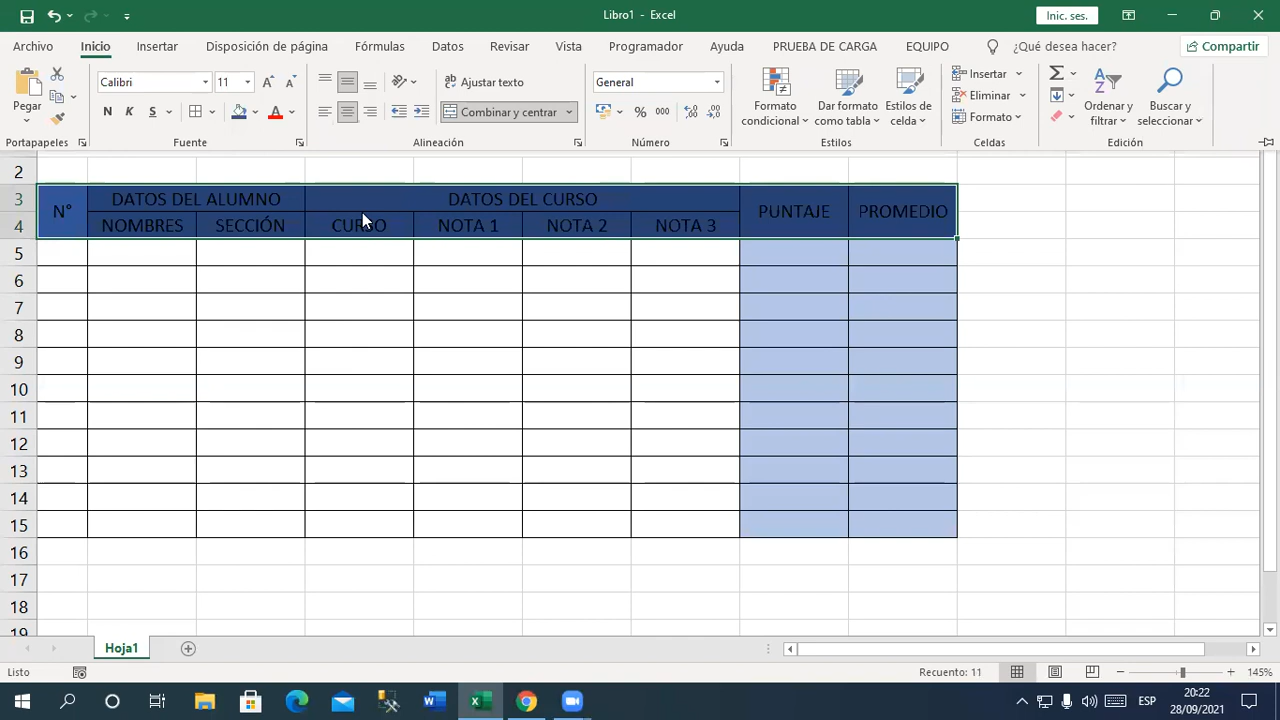 Libro1 - Excel
Inic. ses.
Archivo Inicio Insertar Disposición de página Fórmulas Datos Revisar Vista Programador Ayuda PRUEBA DE CARGA EQUIPO ¿Qué desea hacer? Compartir
Pegar
Calibri 11
N K S
Ajustar texto
Combinar y centrar
General
% 000
Formato condicional
Dar formato como tabla
Estilos de celda
Insertar
Eliminar
Formato
Ordenar y filtrar
Buscar y seleccionar
Portapapeles Fuente Alineación Número Estilos Celdas Edición
2
3 N° DATOS DEL ALUMNO DATOS DEL CURSO PUNTAJE PROMEDIO
4 NOMBRES SECCIÓN CURSO NOTA 1 NOTA 2 NOTA 3
5
6
7
8
9
10
11
12
13
14
15
16
17
18
19
Hoja1
Listo Recuento: 11 145%
ESP 20:22
28/09/2021